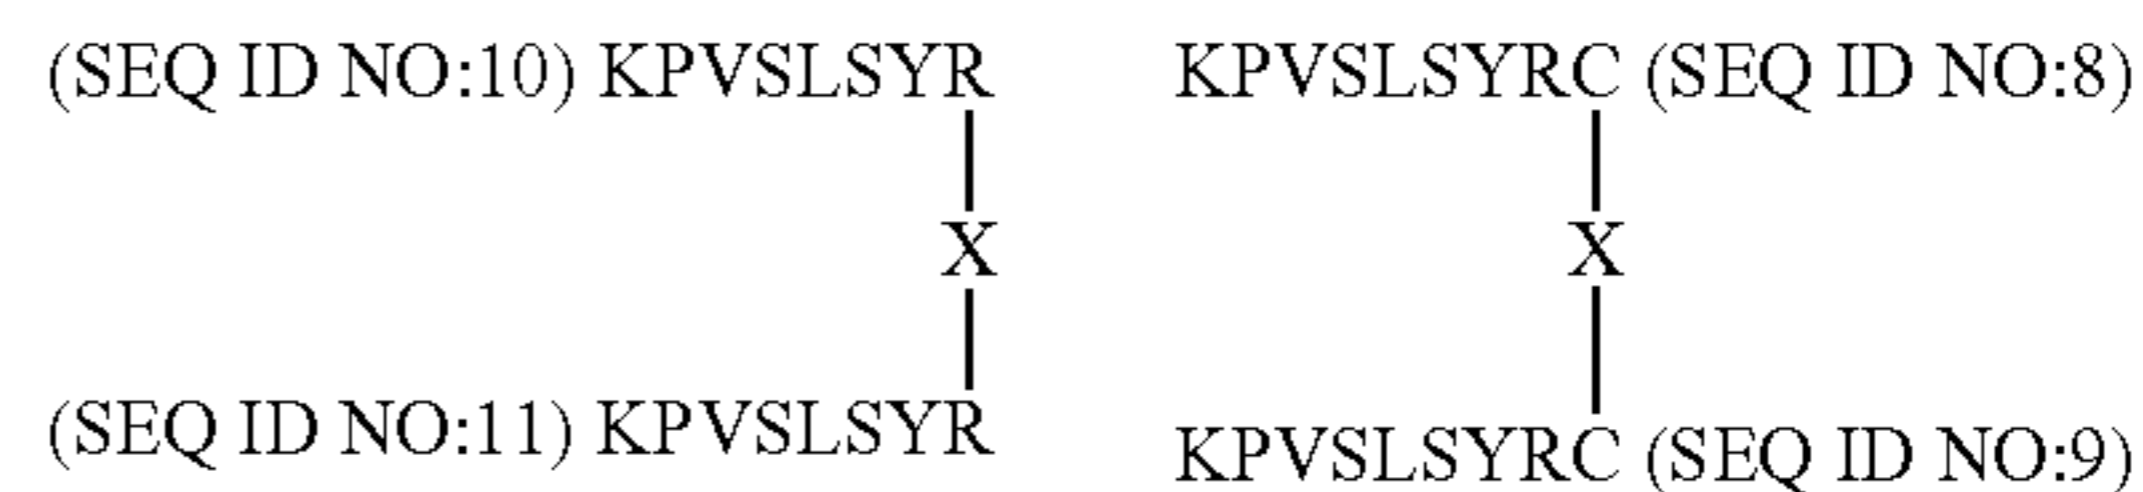 (SEQ ID NO:10) KPVSLSYR KPVSLSYRC (SEQ ID NO:8)
X X
(SEQ ID NO:11) KPVSLSYR KPVSLSYRC (SEQ ID NO:9)